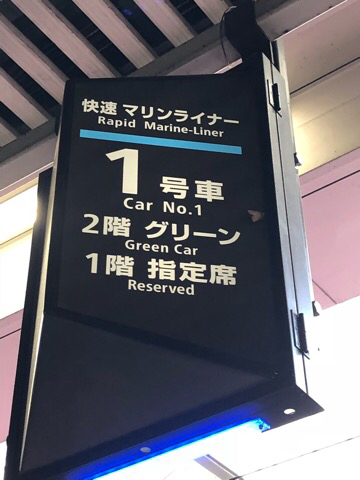 快速 マリンライナー
Rapid Marine-Liner
1 号車
Car No.1
2階 グリーン
Green Car
1階 指定席
Reserved